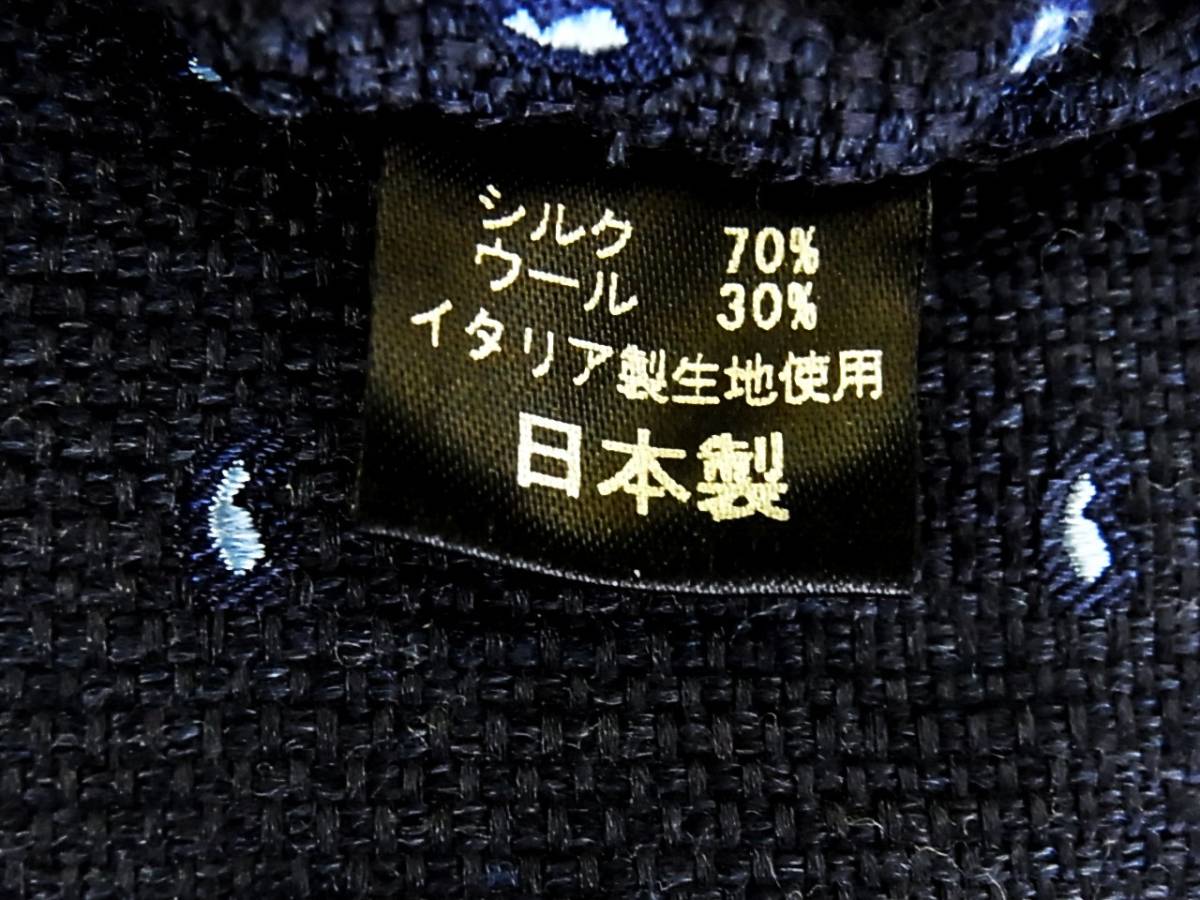 シルク 70%
ウール 30%
イタリア製生地使用
日本製